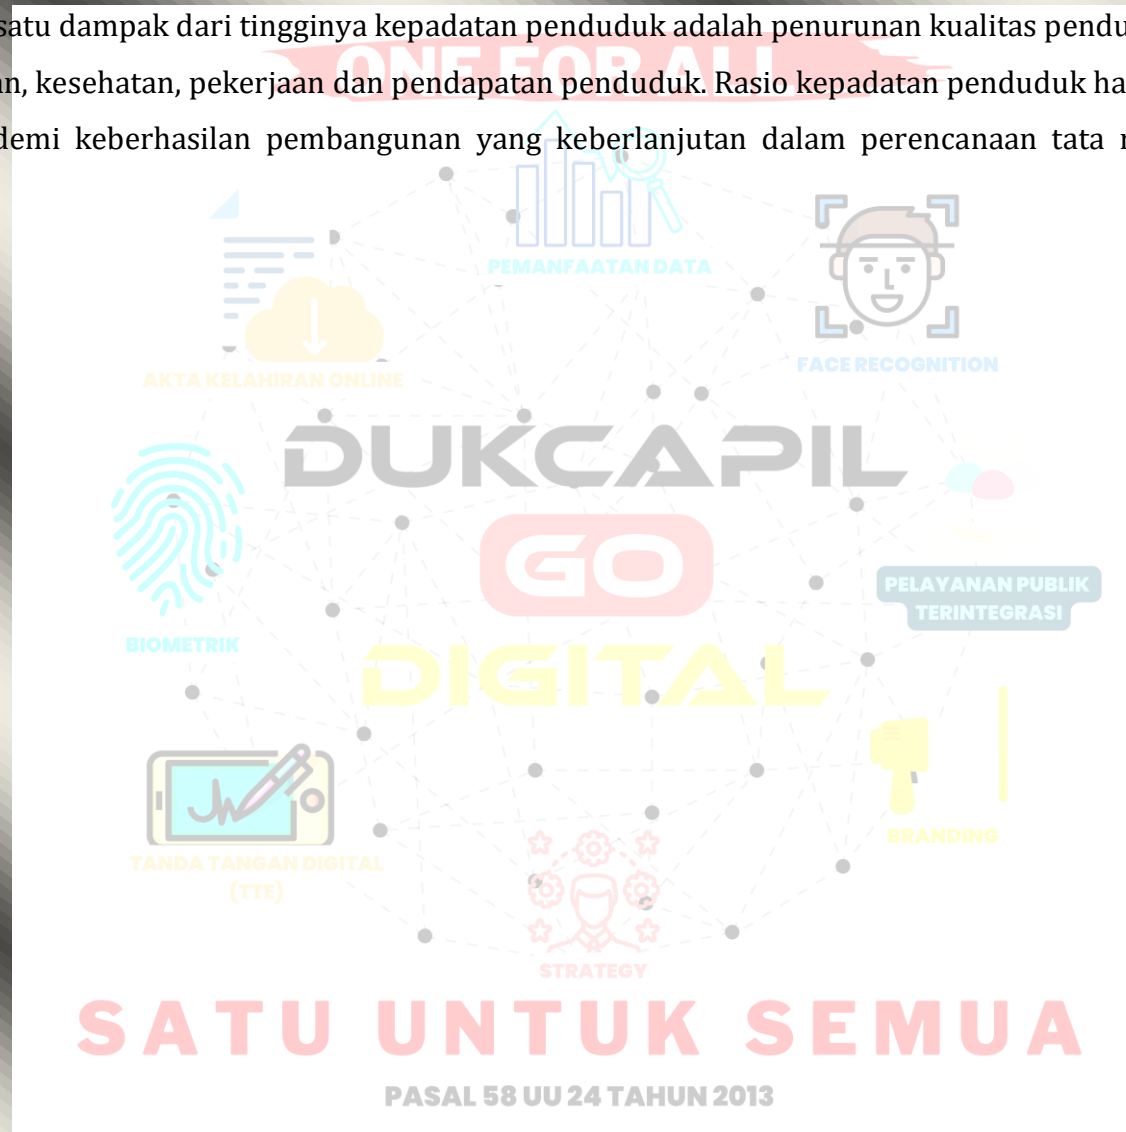 satu dampak dari tingginya kepadatan penduduk adalah penurunan kualitas pendu
n, kesehatan, pekerjaan dan pendapatan penduduk. Rasio kepadatan penduduk ha
demi keberhasilan pembangunan yang keberlanjutan dalam perencanaan tata
ONE FOR ALL
PEMANFAATAN DATA
FACE RECOGNITION
AKTA KELAHIRAN ONLINE
DUKCAPIL
GO
DIGITAL
PELAYANAN PUBLIK
TERINTEGRASI
BIOMETRIK
BRANDING
TANDA TANGAN DIGITAL
(TTE)
STRATEGY
SATU UNTUK SEMUA
PASAL 58 UU 24 TAHUN 2013